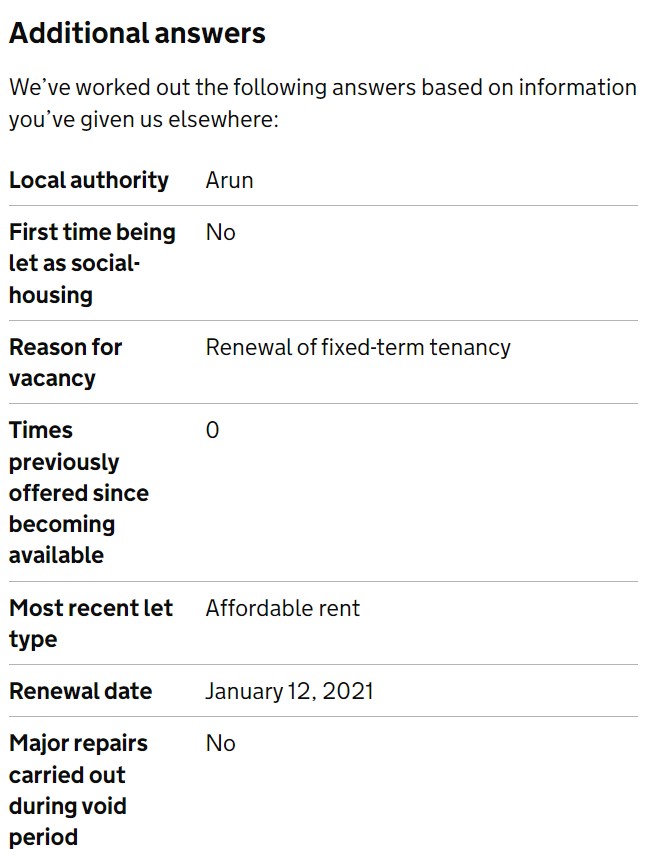 Additional answers
We’ve worked out the following answers based on information
you’ve given us elsewhere:
Local authority Arun
First time being No
let as social-
housing
Reason for Renewal of fixed-term tenancy
vacancy
Times 0
previously
offered since
becoming
available
Most recent let Affordable rent
type
Renewal date January 12, 2021
Major repairs No
carried out
during void
period